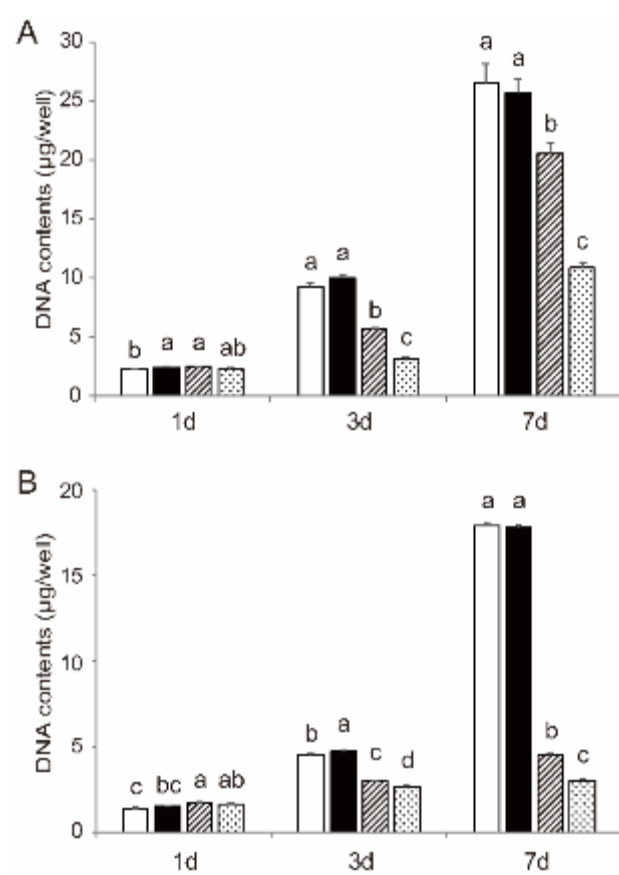 A
30
25
20
15
10
5
0
DNA contents (µg/well)
b a a ab
a a b c
a a b c
1d 3d 7d
B
20
15
10
5
0
DNA contents (µg/well)
c bc a ab
b a c d
a a b c
1d 3d 7d